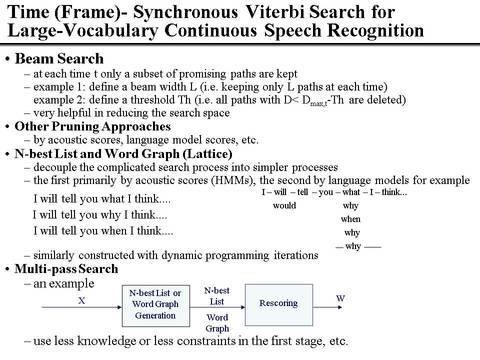 Time (Frame)- Synchronous Viterbi Search for
Large-Vocabulary Continuous Speech Recognition
• Beam Search
– at each time t only a subset of promising paths are kept
– example 1: define a beam width L (i.e. keeping only L paths at each time)
example 2: define a threshold Th (i.e. all paths with D< Dmax,t-Th are deleted)
– very helpful in reducing the search space
• Other Pruning Approaches
– by acoustic scores, language model scores, etc.
• N-best List and Word Graph (Lattice)
– decouple the complicated search process into simpler processes
– the first primarily by acoustic scores (HMMs), the second by language models for example
I – will – tell – you – what – I – think...
I will tell you what I think....
would why
I will tell you why I think....
when
I will tell you when I think....
why
— why —
– similarly constructed with dynamic programming iterations
• Multi-pass Search
– an example
X
N-best List or
Word Graph
Generation
N-best
List
Word
Graph
Rescoring
W
– use less knowledge or less constraints in the first stage, etc.